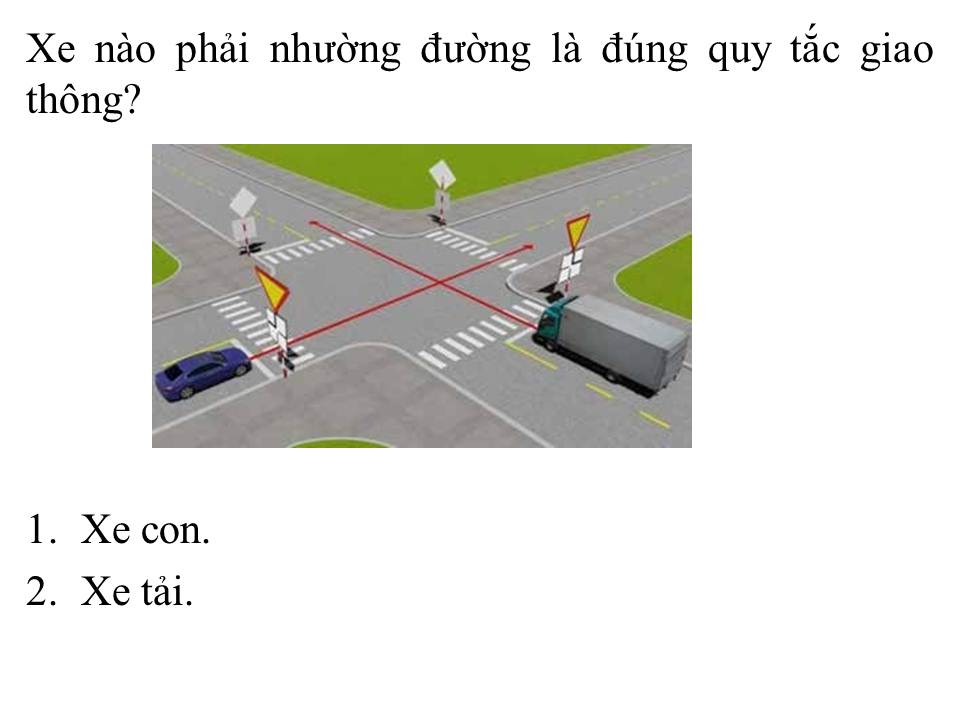 Xe nào phải nhường đường là đúng quy tắc giao
thông?
1. Xe con.
2. Xe tải.